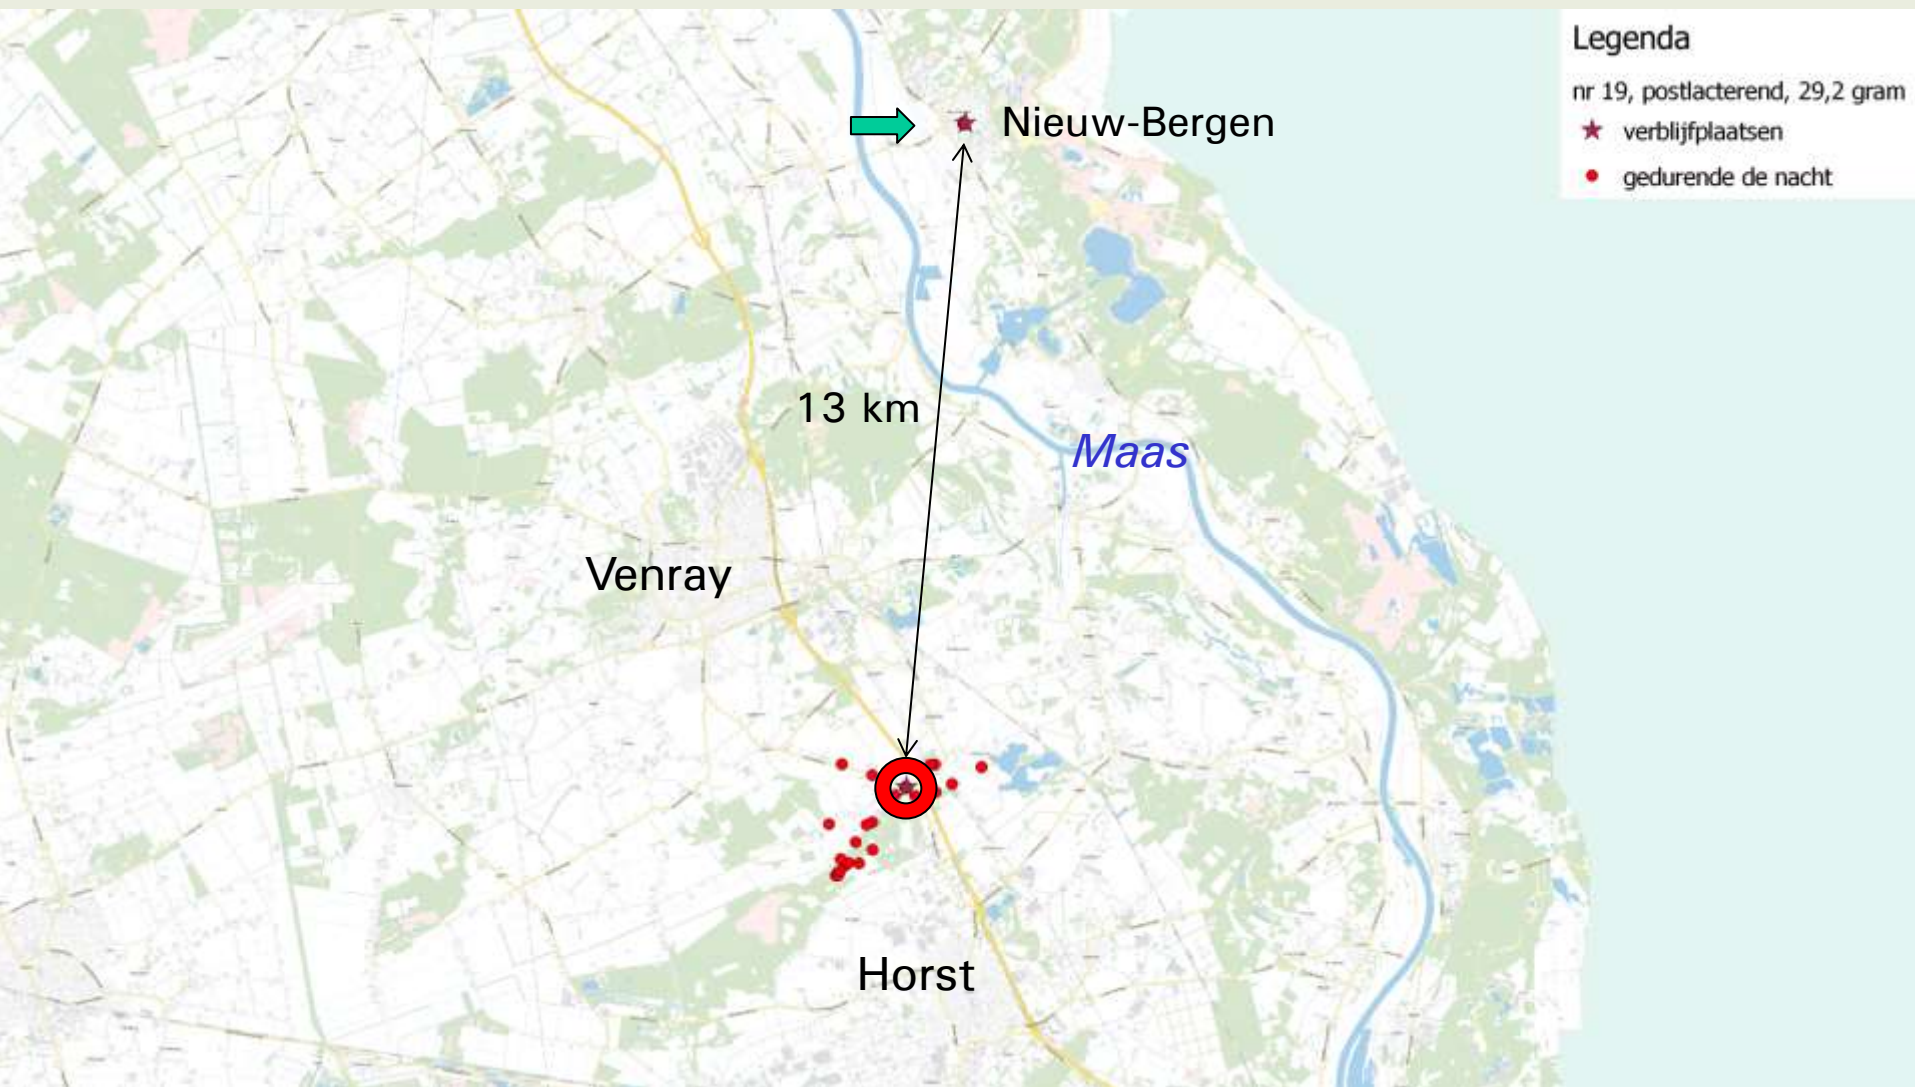 Legenda
nr 19, postlacterend, 29,2 gram
verblijfplaatsen
gedurende de nacht
Nieuw-Bergen
13 km
Maas
Venray
Horst